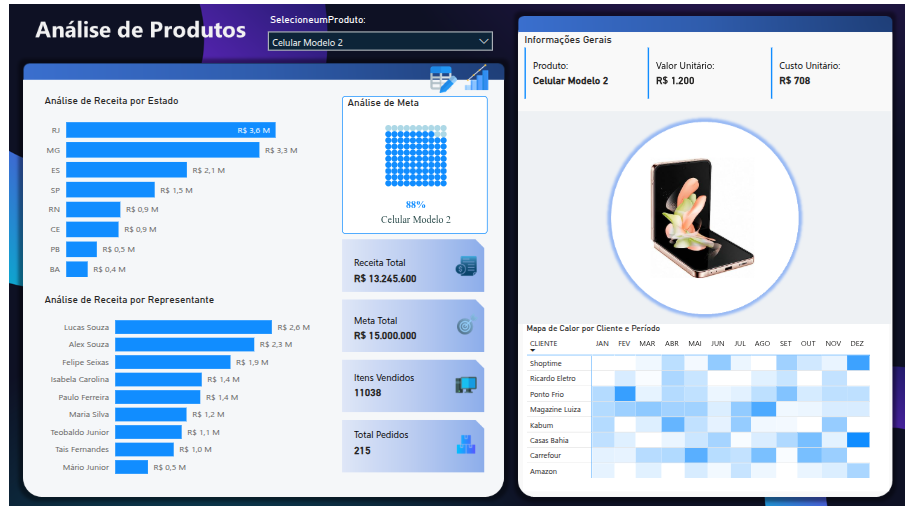 Análise de Produtos
SelecioneumProduto:
Celular Modelo 2
Análise de Receita por Estado
RJ R$ 3,6 M
MG R$ 3,3 M
ES R$ 2,1 M
SP R$ 1,5 M
RN R$ 0,9 M
CE R$ 0,9 M
PB R$ 0,5 M
BA R$ 0,4 M
Análise de Receita por Representante
Lucas Souza R$ 2,6 M
Alex Souza R$ 2,3 M
Felipe Seixas R$ 1,9 M
Isabela Carolina R$ 1,4 M
Paulo Ferreira R$ 1,4 M
Maria Silva R$ 1,2 M
Teobaldo Junior R$ 1,1 M
Tais Fernandes R$ 1,0 M
Mário Junior R$ 0,5 M
Análise de Meta
88%
Celular Modelo 2
Receita Total
R$ 13.245.600
Meta Total
R$ 15.000.000
Itens Vendidos
11038
Total Pedidos
215
Informações Gerais
Produto:
Celular Modelo 2
Valor Unitário:
R$ 1.200
Custo Unitário:
R$ 708
Mapa de Calor por Cliente e Período
CLIENTE JAN FEV MAR ABR MAI JUN JUL AGO SET OUT NOV DEZ
Shoptime
Ricardo Eletro
Ponto Frio
Magazine Luiza
Kabum
Casas Bahia
Carrefour
Amazon